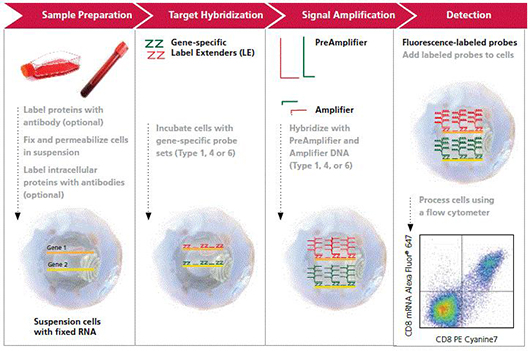 Sample Preparation
Target Hybridization
Signal Amplification
Detection
Label proteins with
antibody (optional)
Fix and permeabilize cells
in suspension
Label intracellular
proteins with antibodies
(optional)
Gene 1
Gene 2
Suspension cells
with fixed RNA
Gene-specific
Label Extenders (LE)
Incubate cells with
gene-specific probe
sets (Type 1, 4 or 6)
PreAmplifier
Amplifier
Hybridize with
PreAmplifier and
Amplifier DNA
(Type 1, 4, or 6)
Fluorescence-labeled probes
Add labeled probes to cells
Process cells using
a flow cytometer
CD8 mRNA Alexa Fluor® 647
CD8 PE Cyanine7